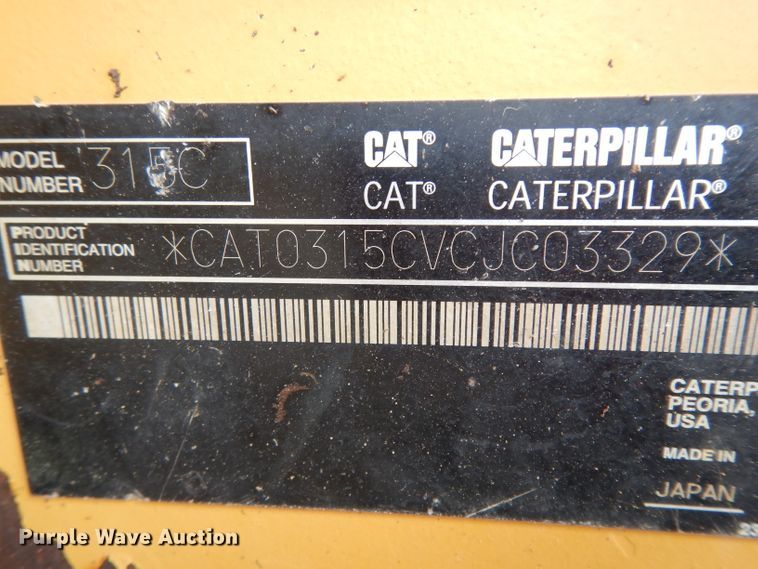 MODEL
NUMBER 315C
CAT® CATERPILLAR®
CAT® CATERPILLAR®
PRODUCT
IDENTIFICATION
NUMBER
*CAT0315CVCJC03329*
CATERP
PEORIA,
USA
MADE IN
JAPAN
23
Purple Wave Auction